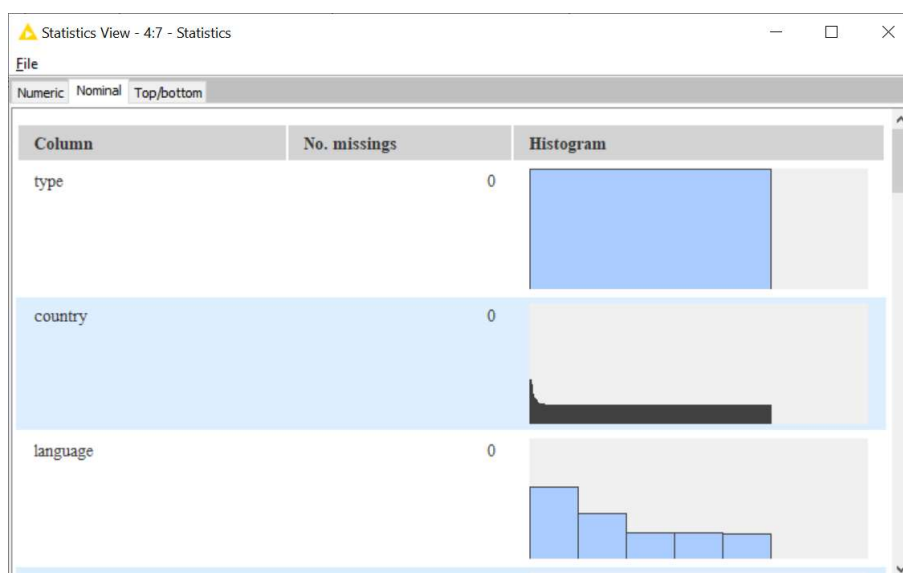 Statistics View - 4:7 - Statistics
File
Numeric Nominal Top/bottom
Column No. missings Histogram
type 0
country 0
language 0